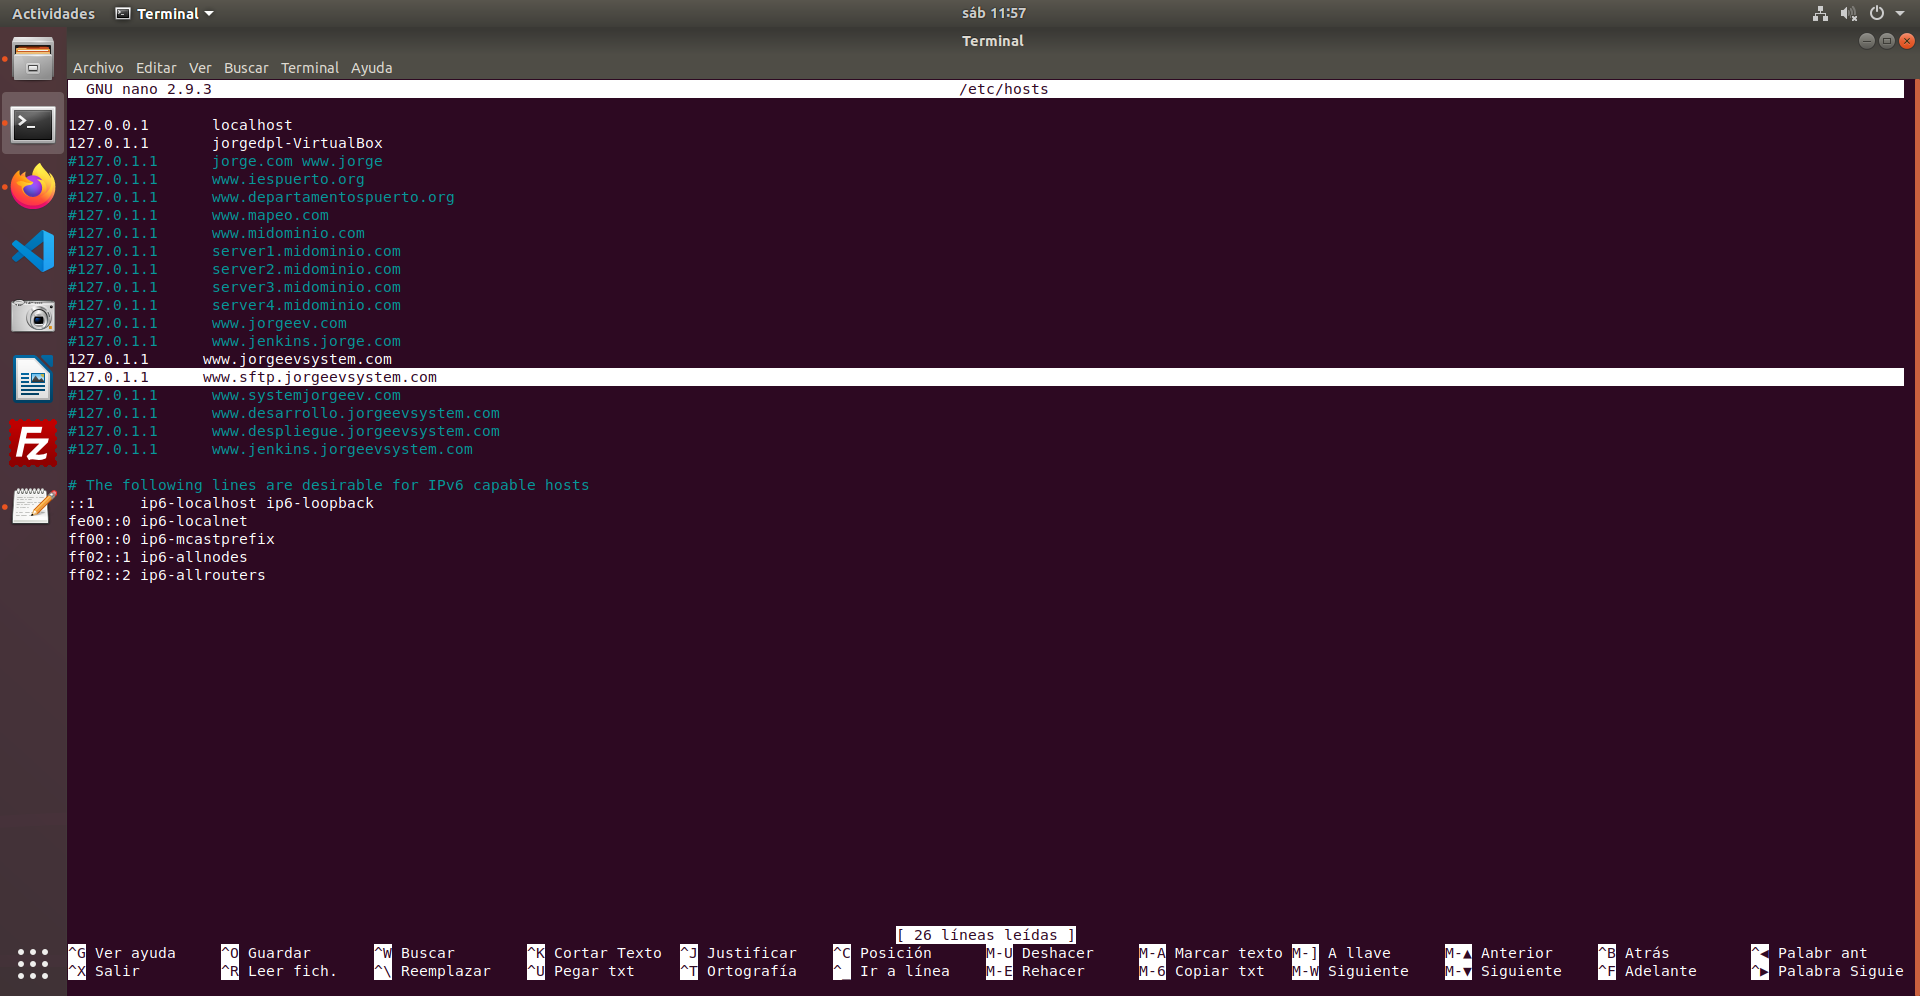 Actividades Terminal sáb 11:57
Terminal
Archivo Editar Ver Buscar Terminal Ayuda
GNU nano 2.9.3 /etc/hosts
127.0.0.1 localhost
127.0.1.1 jorgedpl-VirtualBox
#127.0.1.1 jorge.com www.jorge
#127.0.1.1 www.iespuerto.org
#127.0.1.1 www.departamentospuerto.org
#127.0.1.1 www.mapeo.com
#127.0.1.1 www.midominio.com
#127.0.1.1 server1.midominio.com
#127.0.1.1 server2.midominio.com
#127.0.1.1 server3.midominio.com
#127.0.1.1 server4.midominio.com
#127.0.1.1 www.jorgeev.com
#127.0.1.1 www.jenkins.jorge.com
127.0.1.1 www.jorgeevsystem.com
127.0.1.1 www.sftp.jorgeevsystem.com
#127.0.1.1 www.systemjorgeev.com
#127.0.1.1 www.desarrollo.jorgeevsystem.com
#127.0.1.1 www.despliegue.jorgeevsystem.com
#127.0.1.1 www.jenkins.jorgeevsystem.com
# The following lines are desirable for IPv6 capable hosts
::1 ip6-localhost ip6-loopback
fe00::0 ip6-localnet
ff00::0 ip6-mcastprefix
ff02::1 ip6-allnodes
ff02::2 ip6-allrouters
[ 26 líneas leídas ]
^G Ver ayuda ^O Guardar ^W Buscar ^K Cortar Texto ^J Justificar ^C Posición M-U Deshacer M-A Marcar texto M-] A llave M-▲ Anterior ^B Atrás ^◀ Palabr ant
^X Salir ^R Leer fich. ^\ Reemplazar ^U Pegar txt ^T Ortografía ^_ Ir a línea M-E Rehacer M-6 Copiar txt M-W Siguiente M-▼ Siguiente ^F Adelante ^▶ Palabra Siguie
Fz